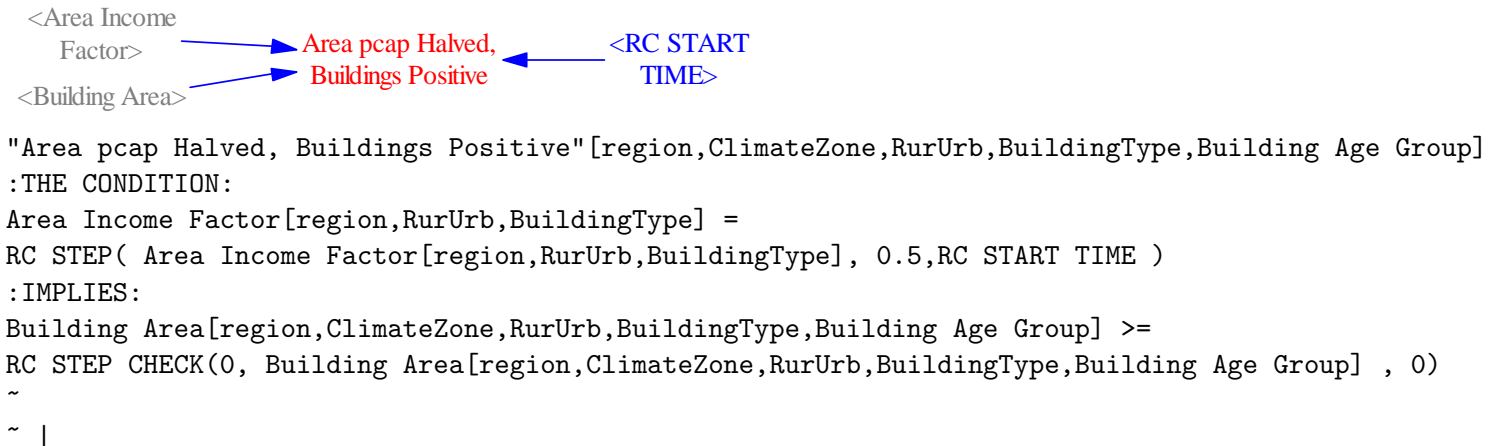 <Area Income
Factor>
Area pcap Halved,
Buildings Positive
<RC START
TIME>
<Building Area>
"Area pcap Halved, Buildings Positive"[region,ClimateZone,RurUrb,BuildingType,Building Age Group]
:THE CONDITION:
Area Income Factor[region,RurUrb,BuildingType] =
RC STEP( Area Income Factor[region,RurUrb,BuildingType], 0.5,RC START TIME )
:IMPLIES:
Building Area[region,ClimateZone,RurUrb,BuildingType,Building Age Group] >=
RC STEP CHECK(0, Building Area[region,ClimateZone,RurUrb,BuildingType,Building Age Group] , 0)
~
~ |